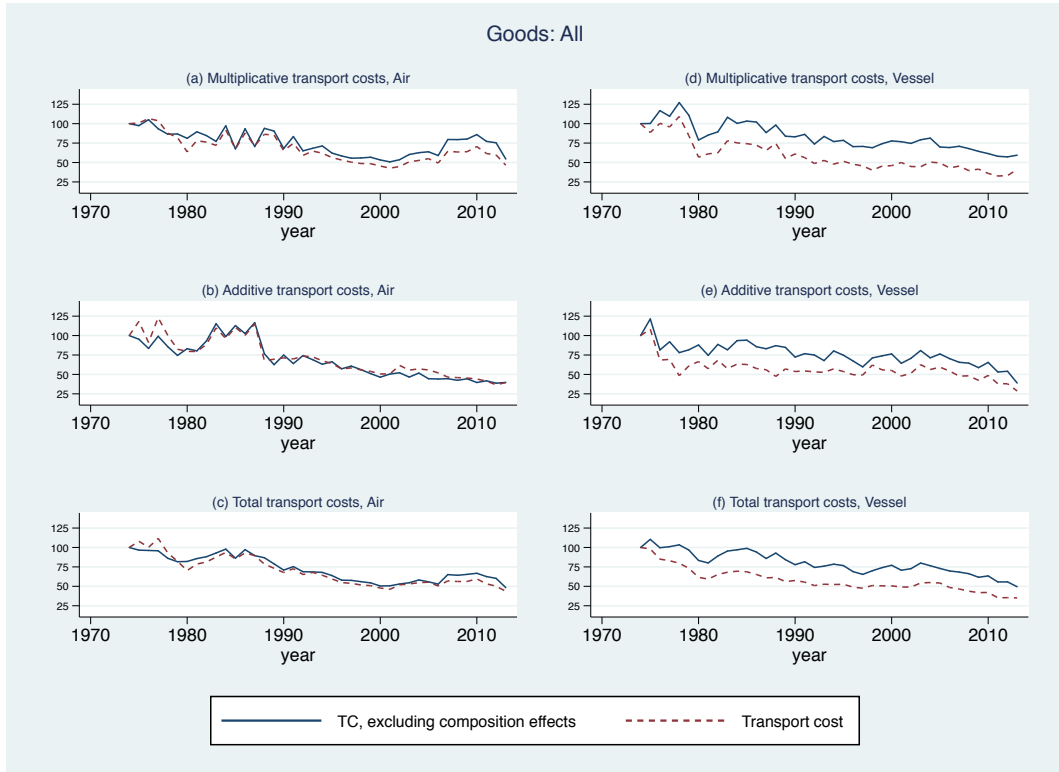 Goods: All
(a) Multiplicative transport costs, Air
125
100
75
50
25
1970 1980 1990 2000 2010
year
(d) Multiplicative transport costs, Vessel
125
100
75
50
25
1970 1980 1990 2000 2010
year
(b) Additive transport costs, Air
125
100
75
50
25
1970 1980 1990 2000 2010
year
(e) Additive transport costs, Vessel
125
100
75
50
25
1970 1980 1990 2000 2010
year
(c) Total transport costs, Air
125
100
75
50
25
1970 1980 1990 2000 2010
year
(f) Total transport costs, Vessel
125
100
75
50
25
1970 1980 1990 2000 2010
year
TC, excluding composition effects
Transport cost